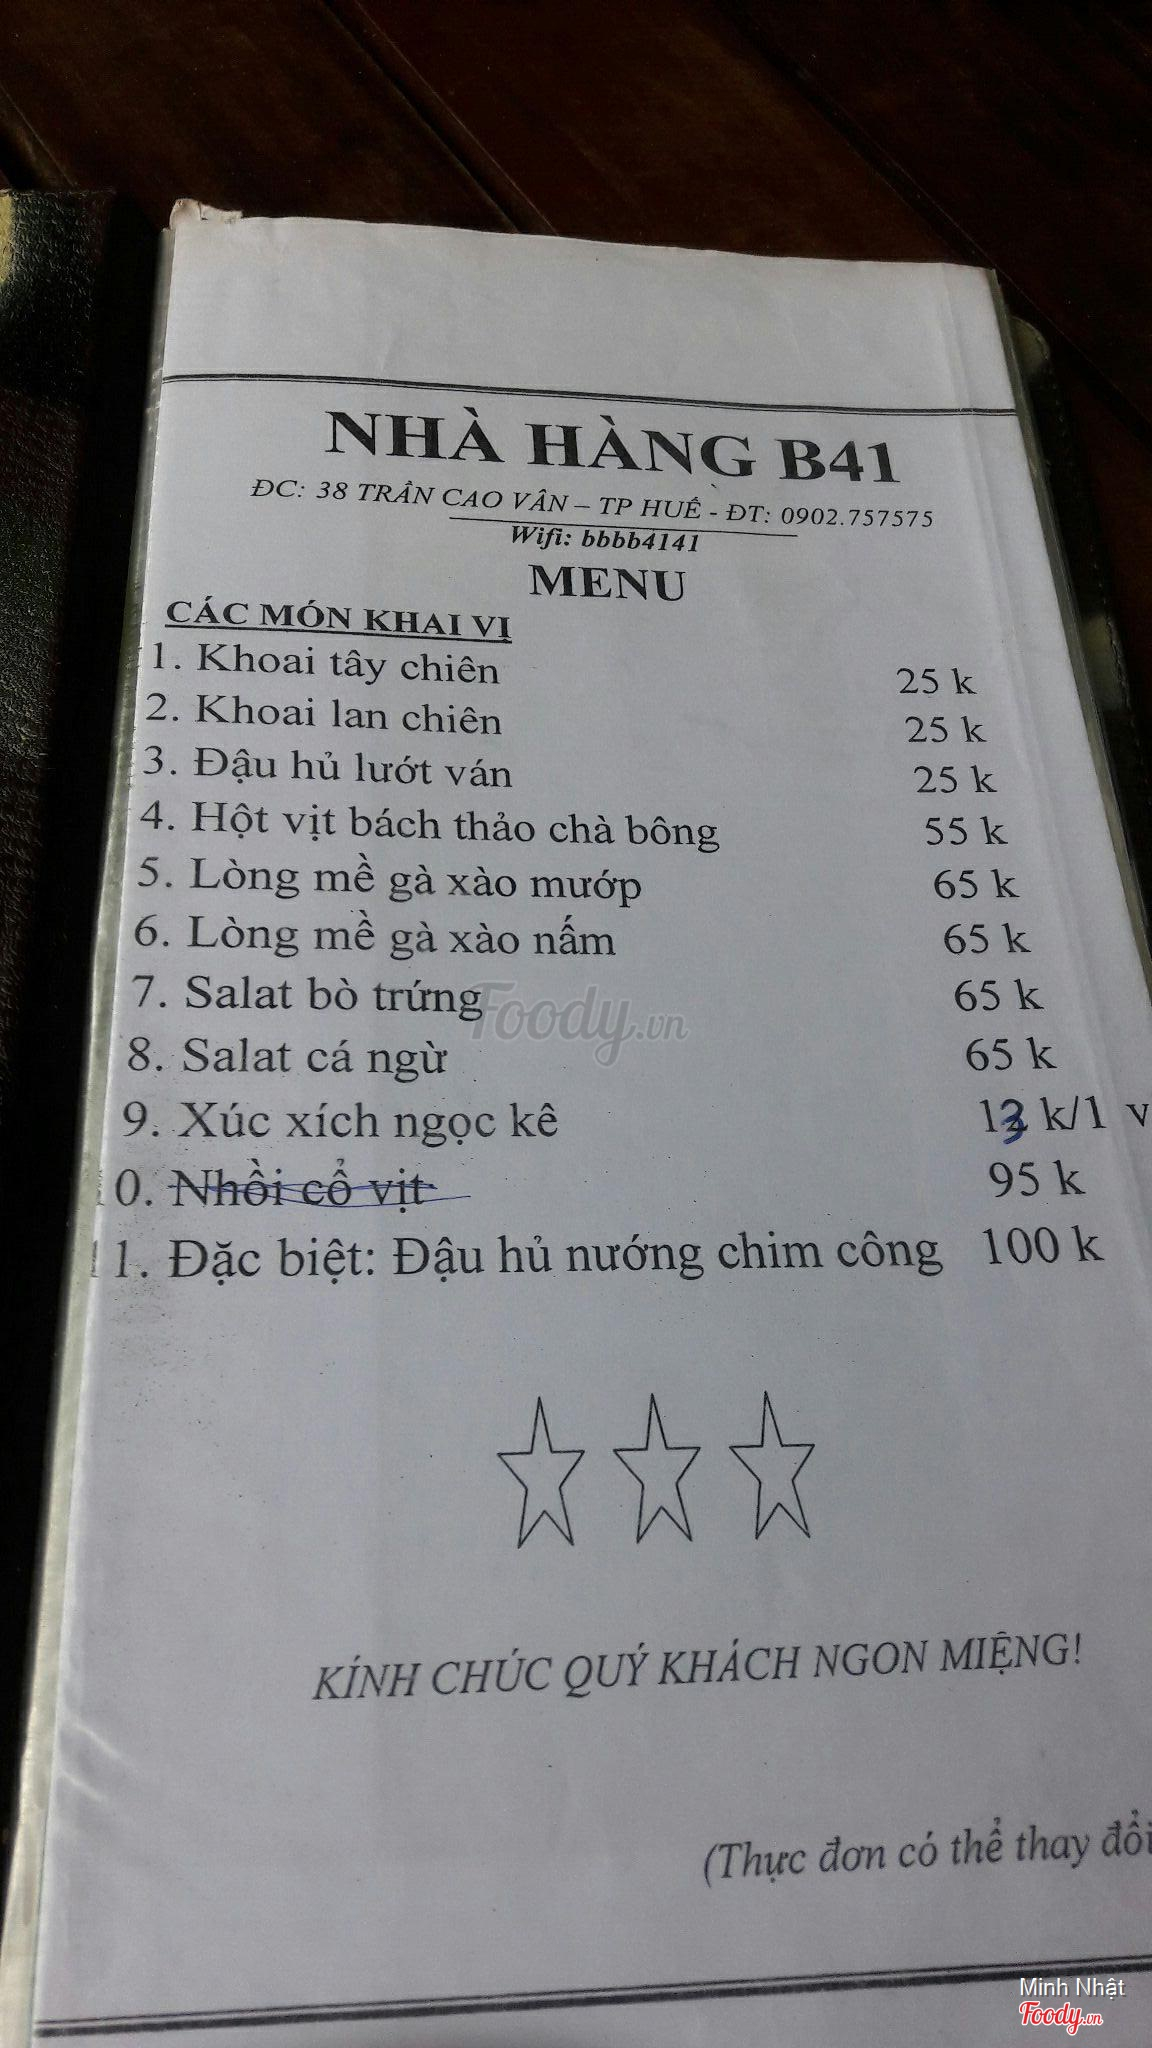 NHÀ HÀNG B41
ĐC: 38 TRẦN CAO VÂN – TP HUẾ - ĐT: 0902.757575
Wifi: bbbb4141
MENU
CÁC MÓN KHAI VỊ
1. Khoai tây chiên 25 k
2. Khoai lan chiên 25 k
3. Đậu hủ lướt ván 25 k
4. Hột vịt bách thảo chà bông 55 k
5. Lòng mề gà xào mướp 65 k
6. Lòng mề gà xào nấm 65 k
7. Salat bò trứng 65 k
8. Salat cá ngừ 65 k
9. Xúc xích ngọc kê 13 k/1 v
10. Nhồi cổ vịt 95 k
11. Đặc biệt: Đậu hủ nướng chim công 100 k
Foody.vn
KÍNH CHÚC QUÝ KHÁCH NGON MIỆNG!
(Thực đơn có thể thay đổi
Minh Nhật
Foody.vn